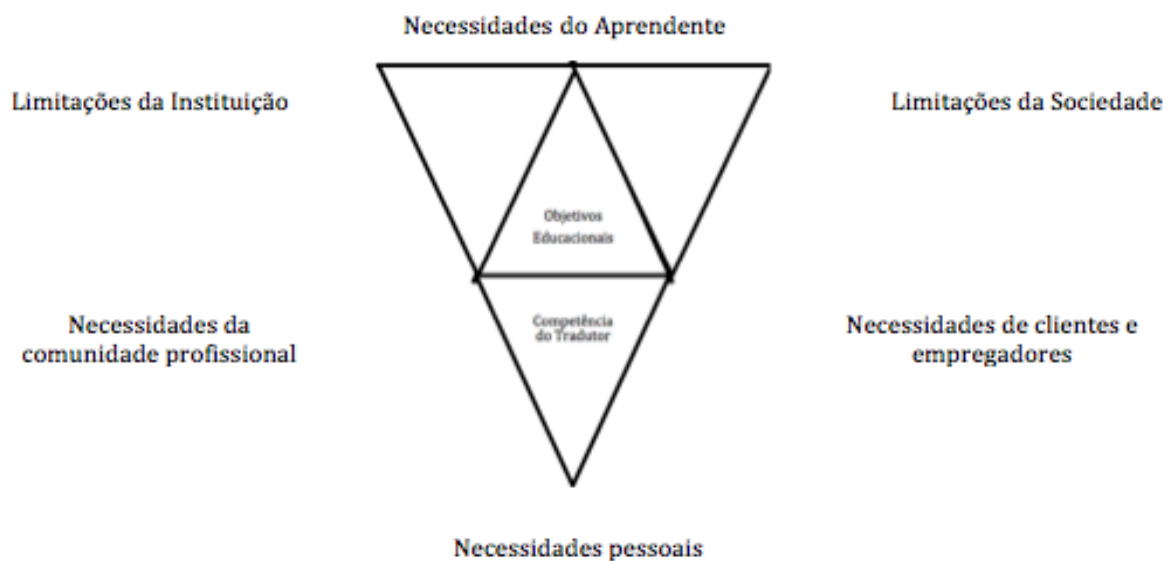 Necessidades do Aprendente
Limitações da Instituição
Limitações da Sociedade
Objetivos
Educacionais
Necessidades da
comunidade profissional
Competência
do Tradutor
Necessidades de clientes e
empregadores
Necessidades pessoais